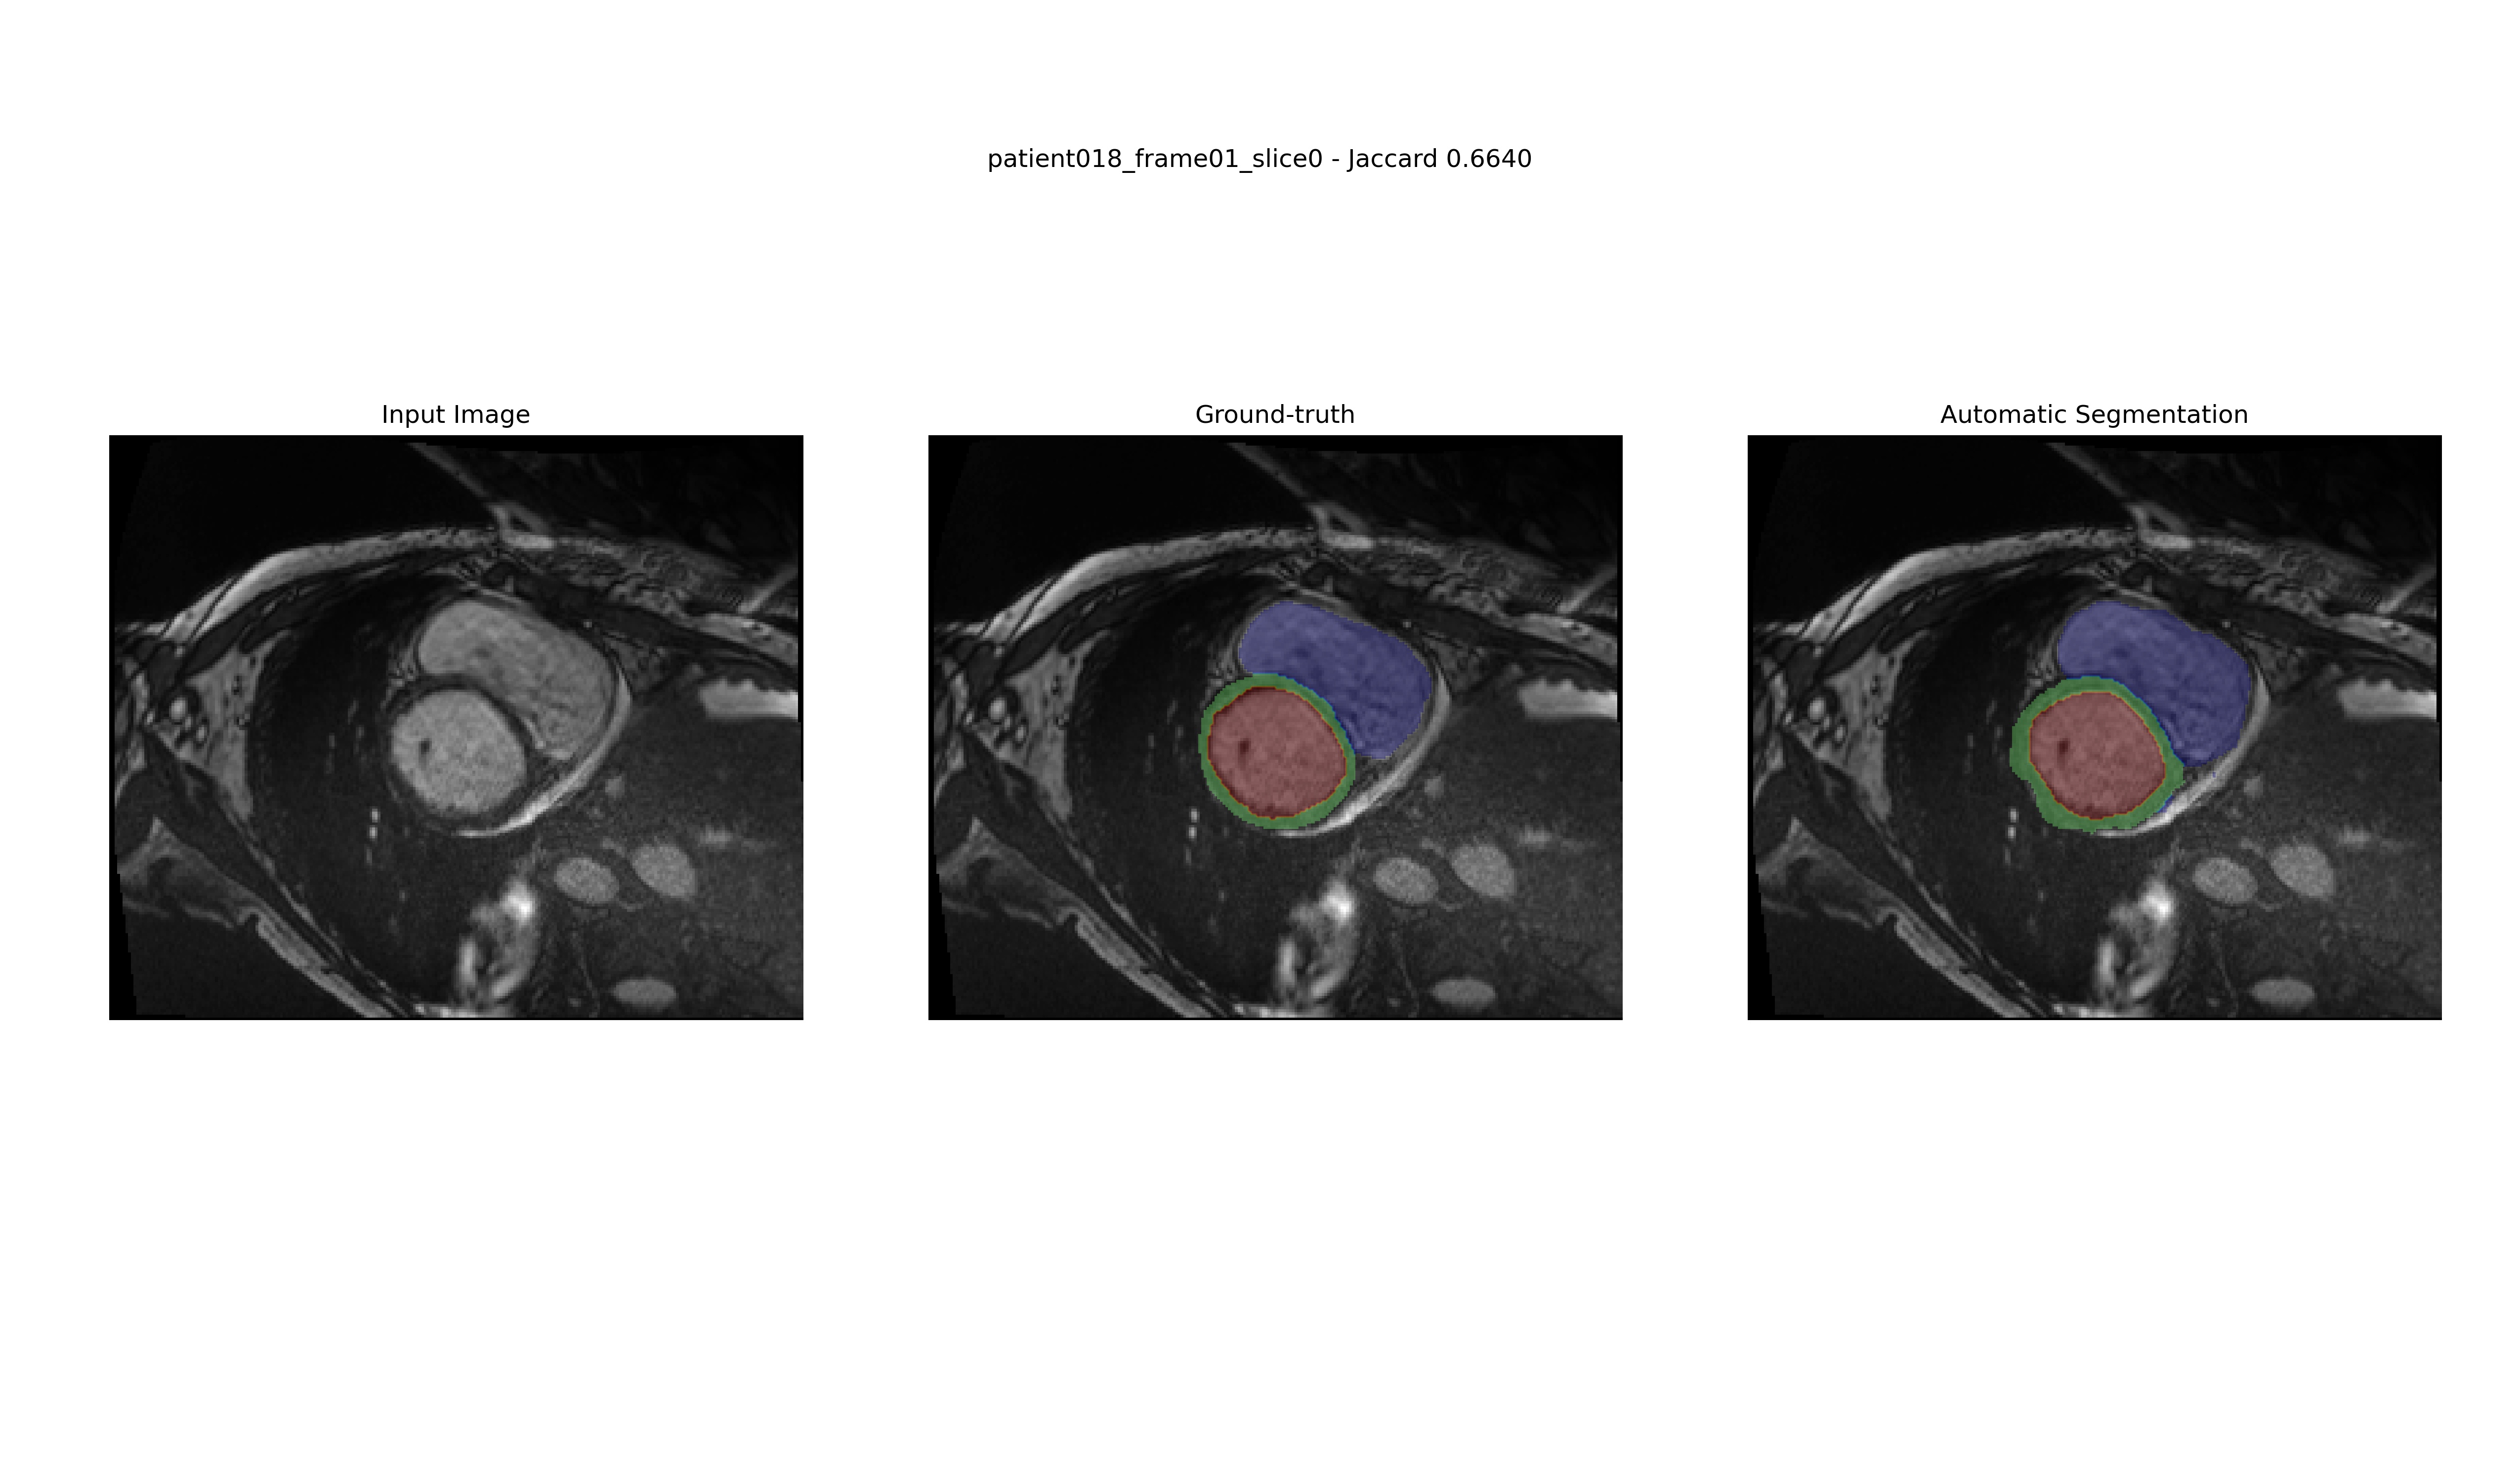 patient018_frame01_slice0 - Jaccard 0.6640
Input Image
Ground-truth
Automatic Segmentation